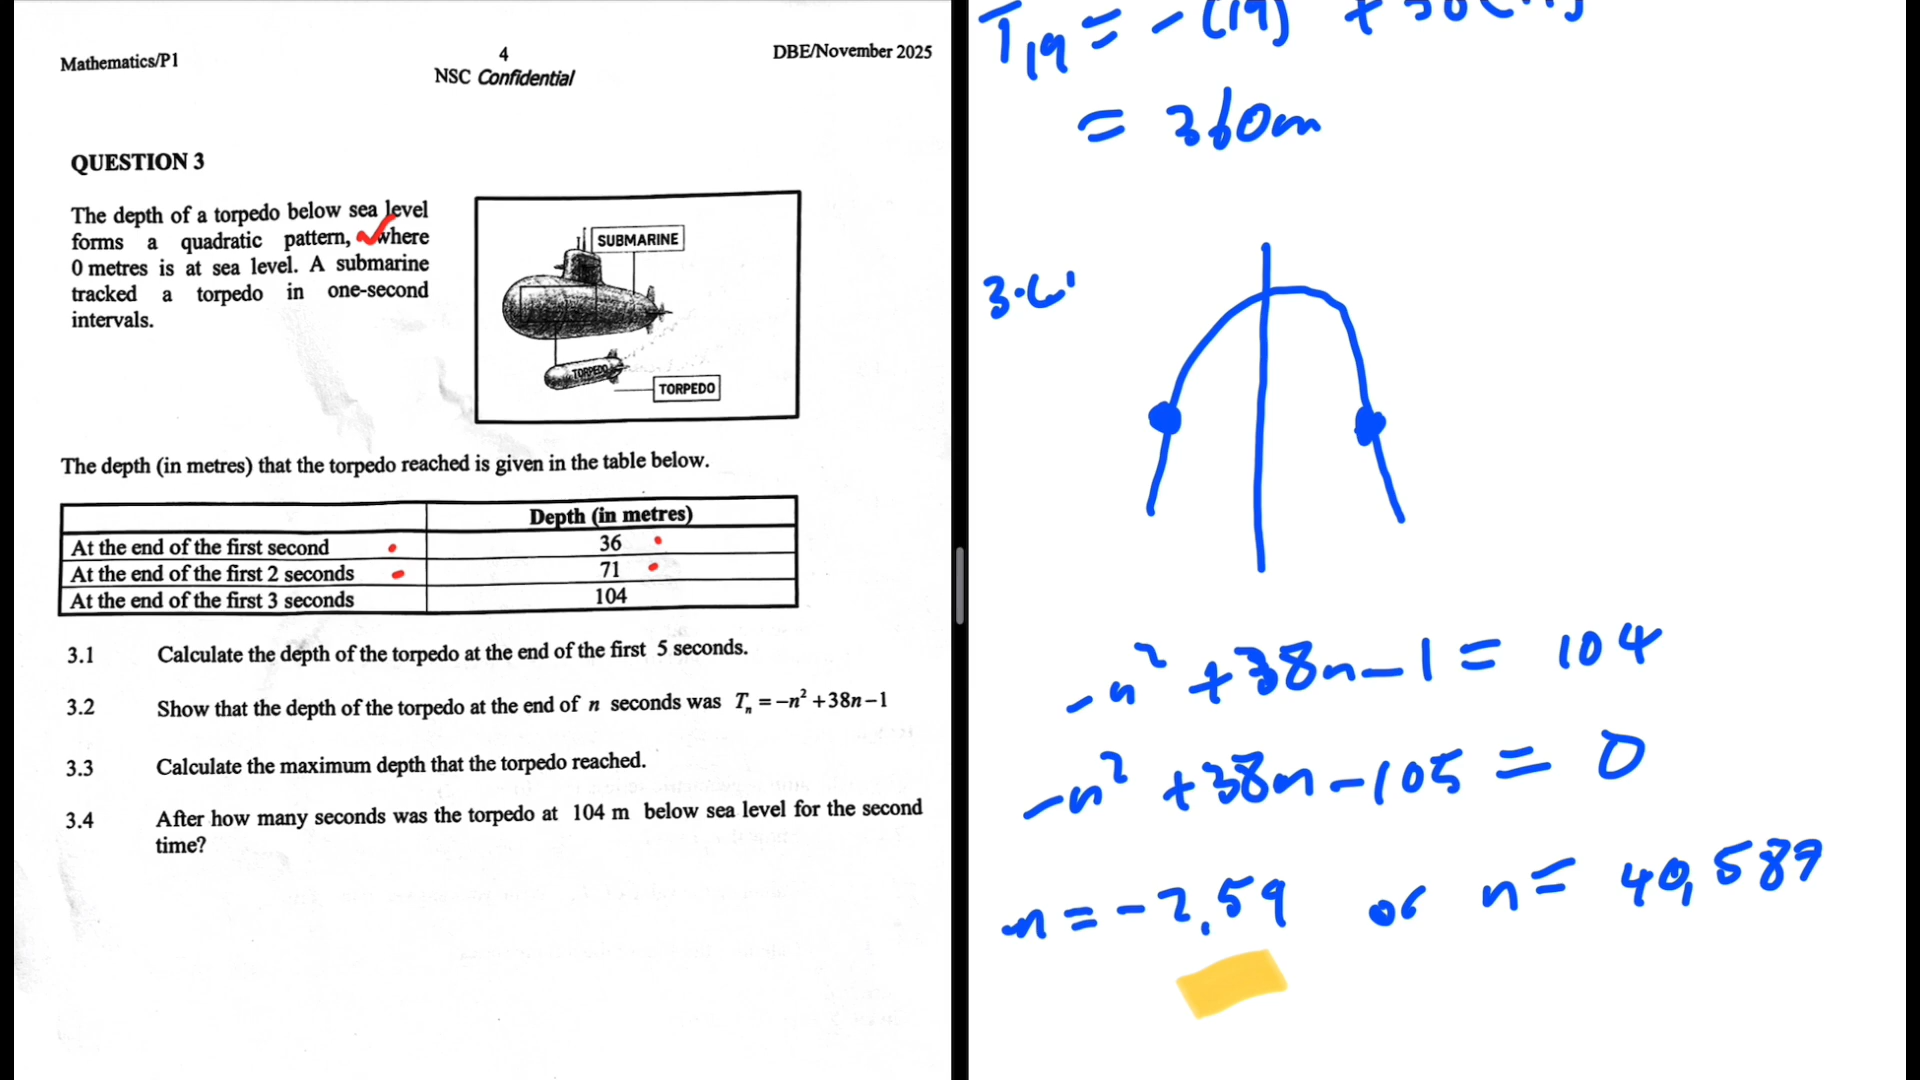 Mathematics/P1
4
DBE/November 2025
NSC Confidential
QUESTION 3
The depth of a torpedo below sea level
forms a quadratic pattern, where
0 metres is at sea level. A submarine
tracked a torpedo in one-second
intervals.
SUBMARINE
TORPEDO
TORPEDO
The depth (in metres) that the torpedo reached is given in the table below.
Depth (in metres)
At the end of the first second 36
At the end of the first 2 seconds 71
At the end of the first 3 seconds 104
3.1 Calculate the depth of the torpedo at the end of the first 5 seconds.
3.2 Show that the depth of the torpedo at the end of n seconds was Tₙ = −n² + 38n − 1
3.3 Calculate the maximum depth that the torpedo reached.
3.4 After how many seconds was the torpedo at 104 m below sea level for the second
time?
T₁₉ = −(19) + 38
= 360m
−n² + 38n − 1 = 104
−n² + 38n − 105 = 0
n = −2,59 or n = 40,589